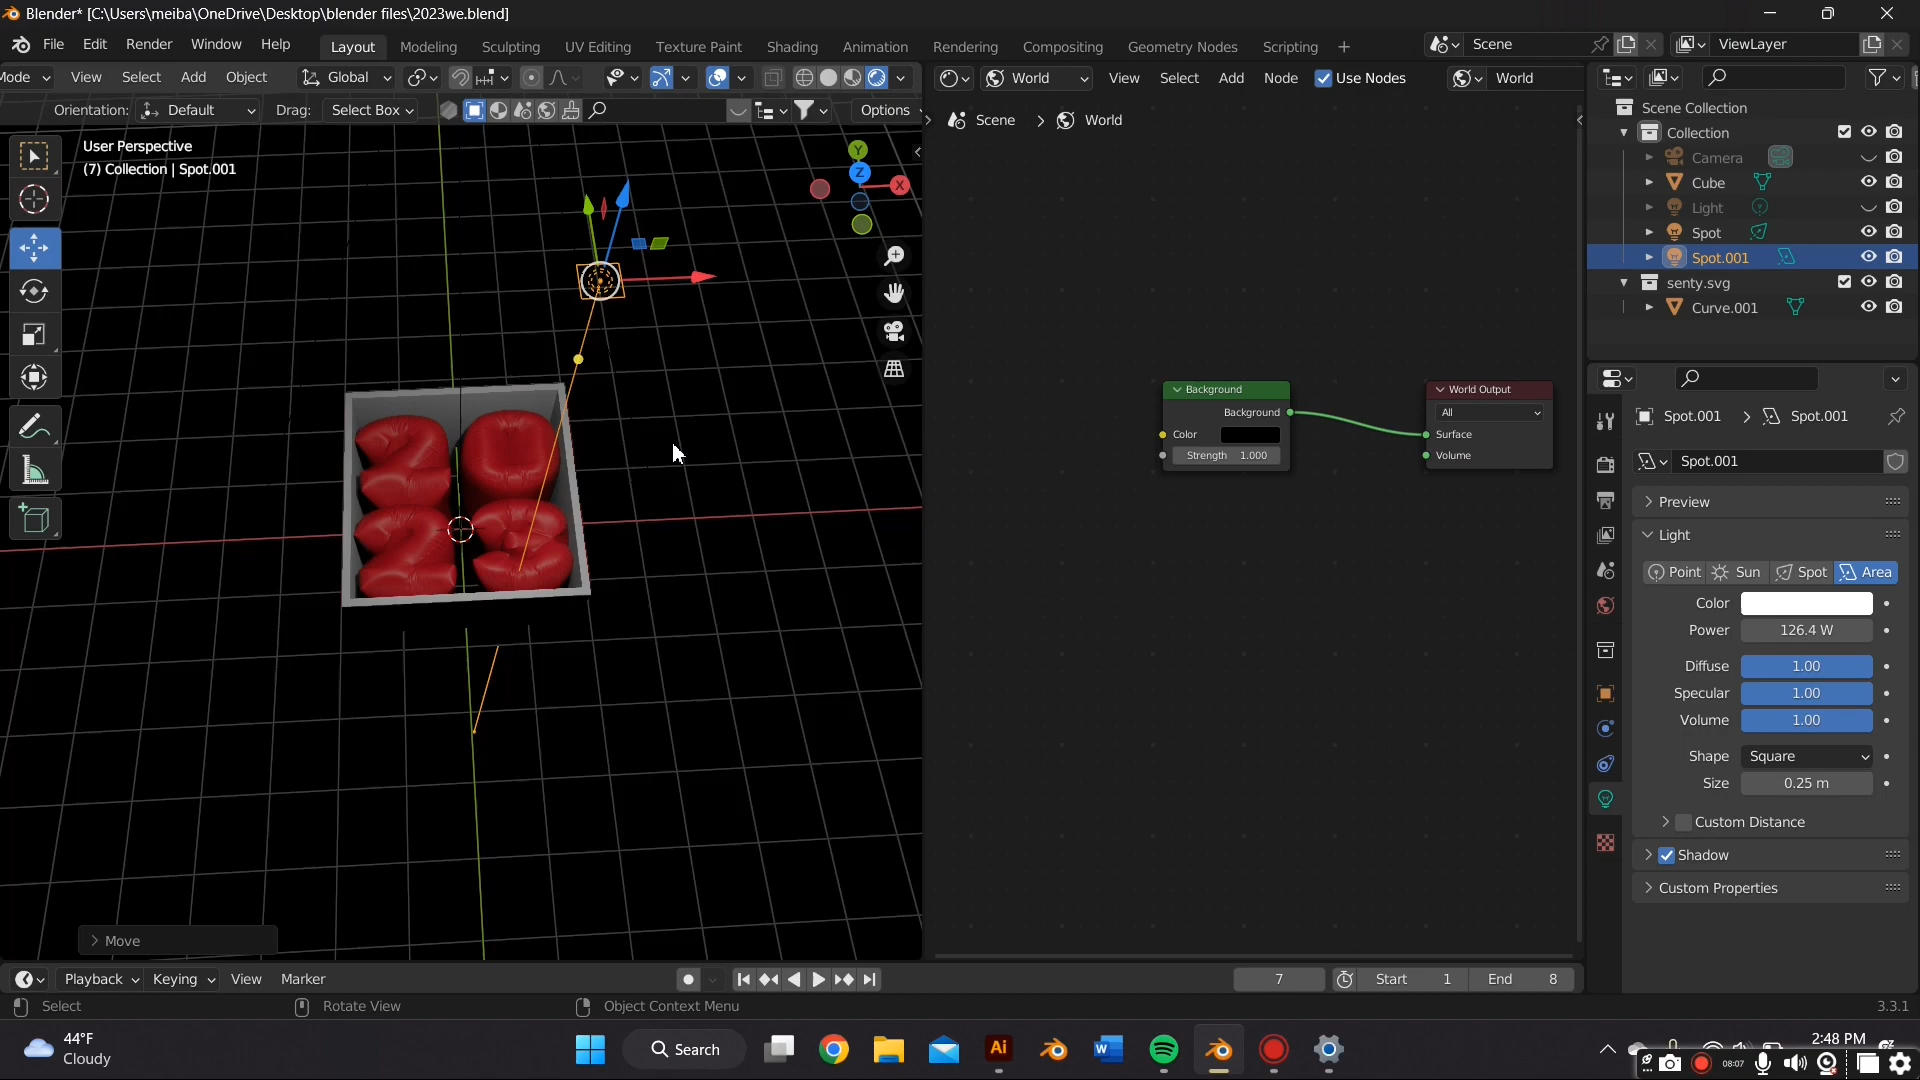 Blender* [C:\Users\meiba\OneDrive\Desktop\blender files\2023we.blend]
File Edit Render Window Help Layout Modeling Sculpting UV Editing Texture Paint Shading Animation Rendering Compositing Geometry Nodes Scripting + Scene ViewLayer
Mode View Select Add Object Global World View Select Add Node Use Nodes World
Orientation: Default Drag: Select Box Options
Scene > World
User Perspective
(7) Collection | Spot.001
Y
Z
X
Scene Collection
Collection
Camera
Cube
Light
Spot
Spot.001
senty.svg
Curve.001
Background
Background
Color
Strength 1.000
World Output
All
Surface
Volume
Spot.001 > Spot.001
Spot.001
Preview
Light
Point Sun Spot Area
Color
Power 126.4 W
Diffuse 1.00
Specular 1.00
Volume 1.00
Shape Square
Size 0.25 m
Custom Distance
Shadow
Custom Properties
Move
Playback Keying View Marker 7 Start 1 End 8
Select Rotate View Object Context Menu 3.3.1
44°F
Cloudy
Search
Ai
W
2:48 PM
08:07